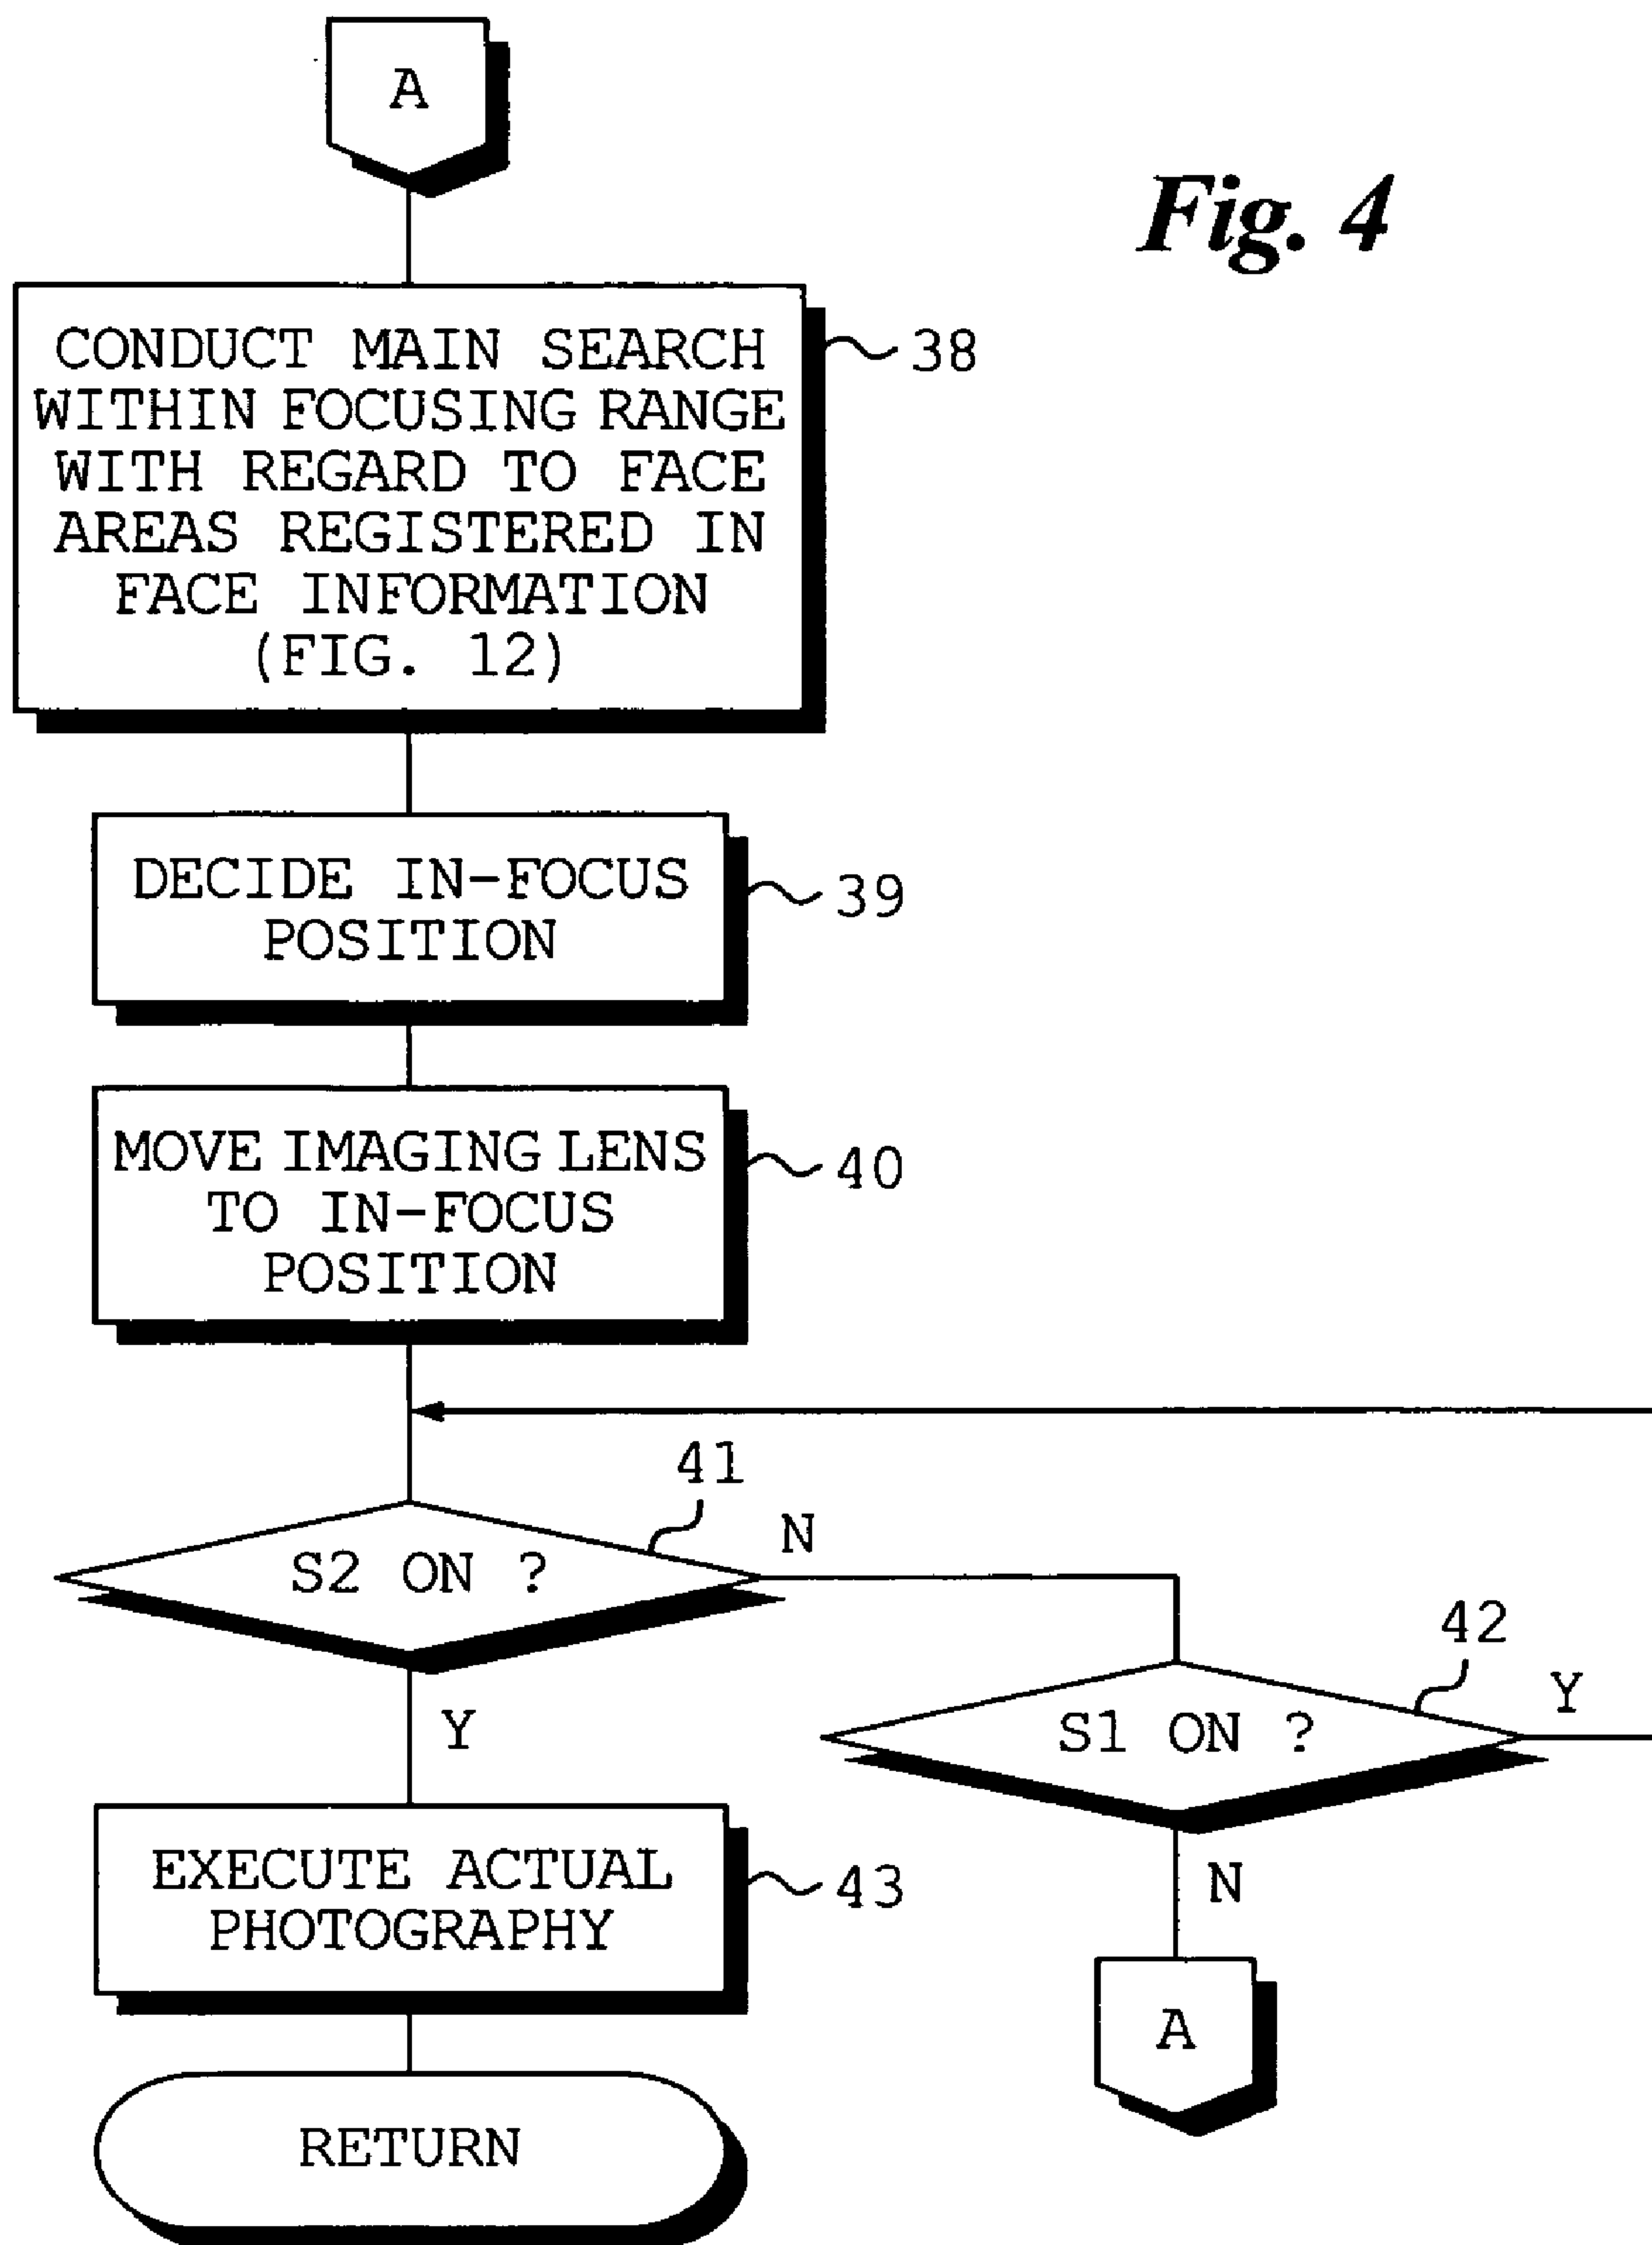 A
Fig. 4
CONDUCT MAIN SEARCH
WITHIN FOCUSING RANGE
WITH REGARD TO FACE
AREAS REGISTERED IN
FACE INFORMATION
(FIG. 12)
38
DECIDE IN-FOCUS
POSITION
39
MOVE IMAGING LENS
TO IN-FOCUS
POSITION
40
41
S2 ON ?
N
Y
42
S1 ON ?
Y
N
EXECUTE ACTUAL
PHOTOGRAPHY
43
A
RETURN